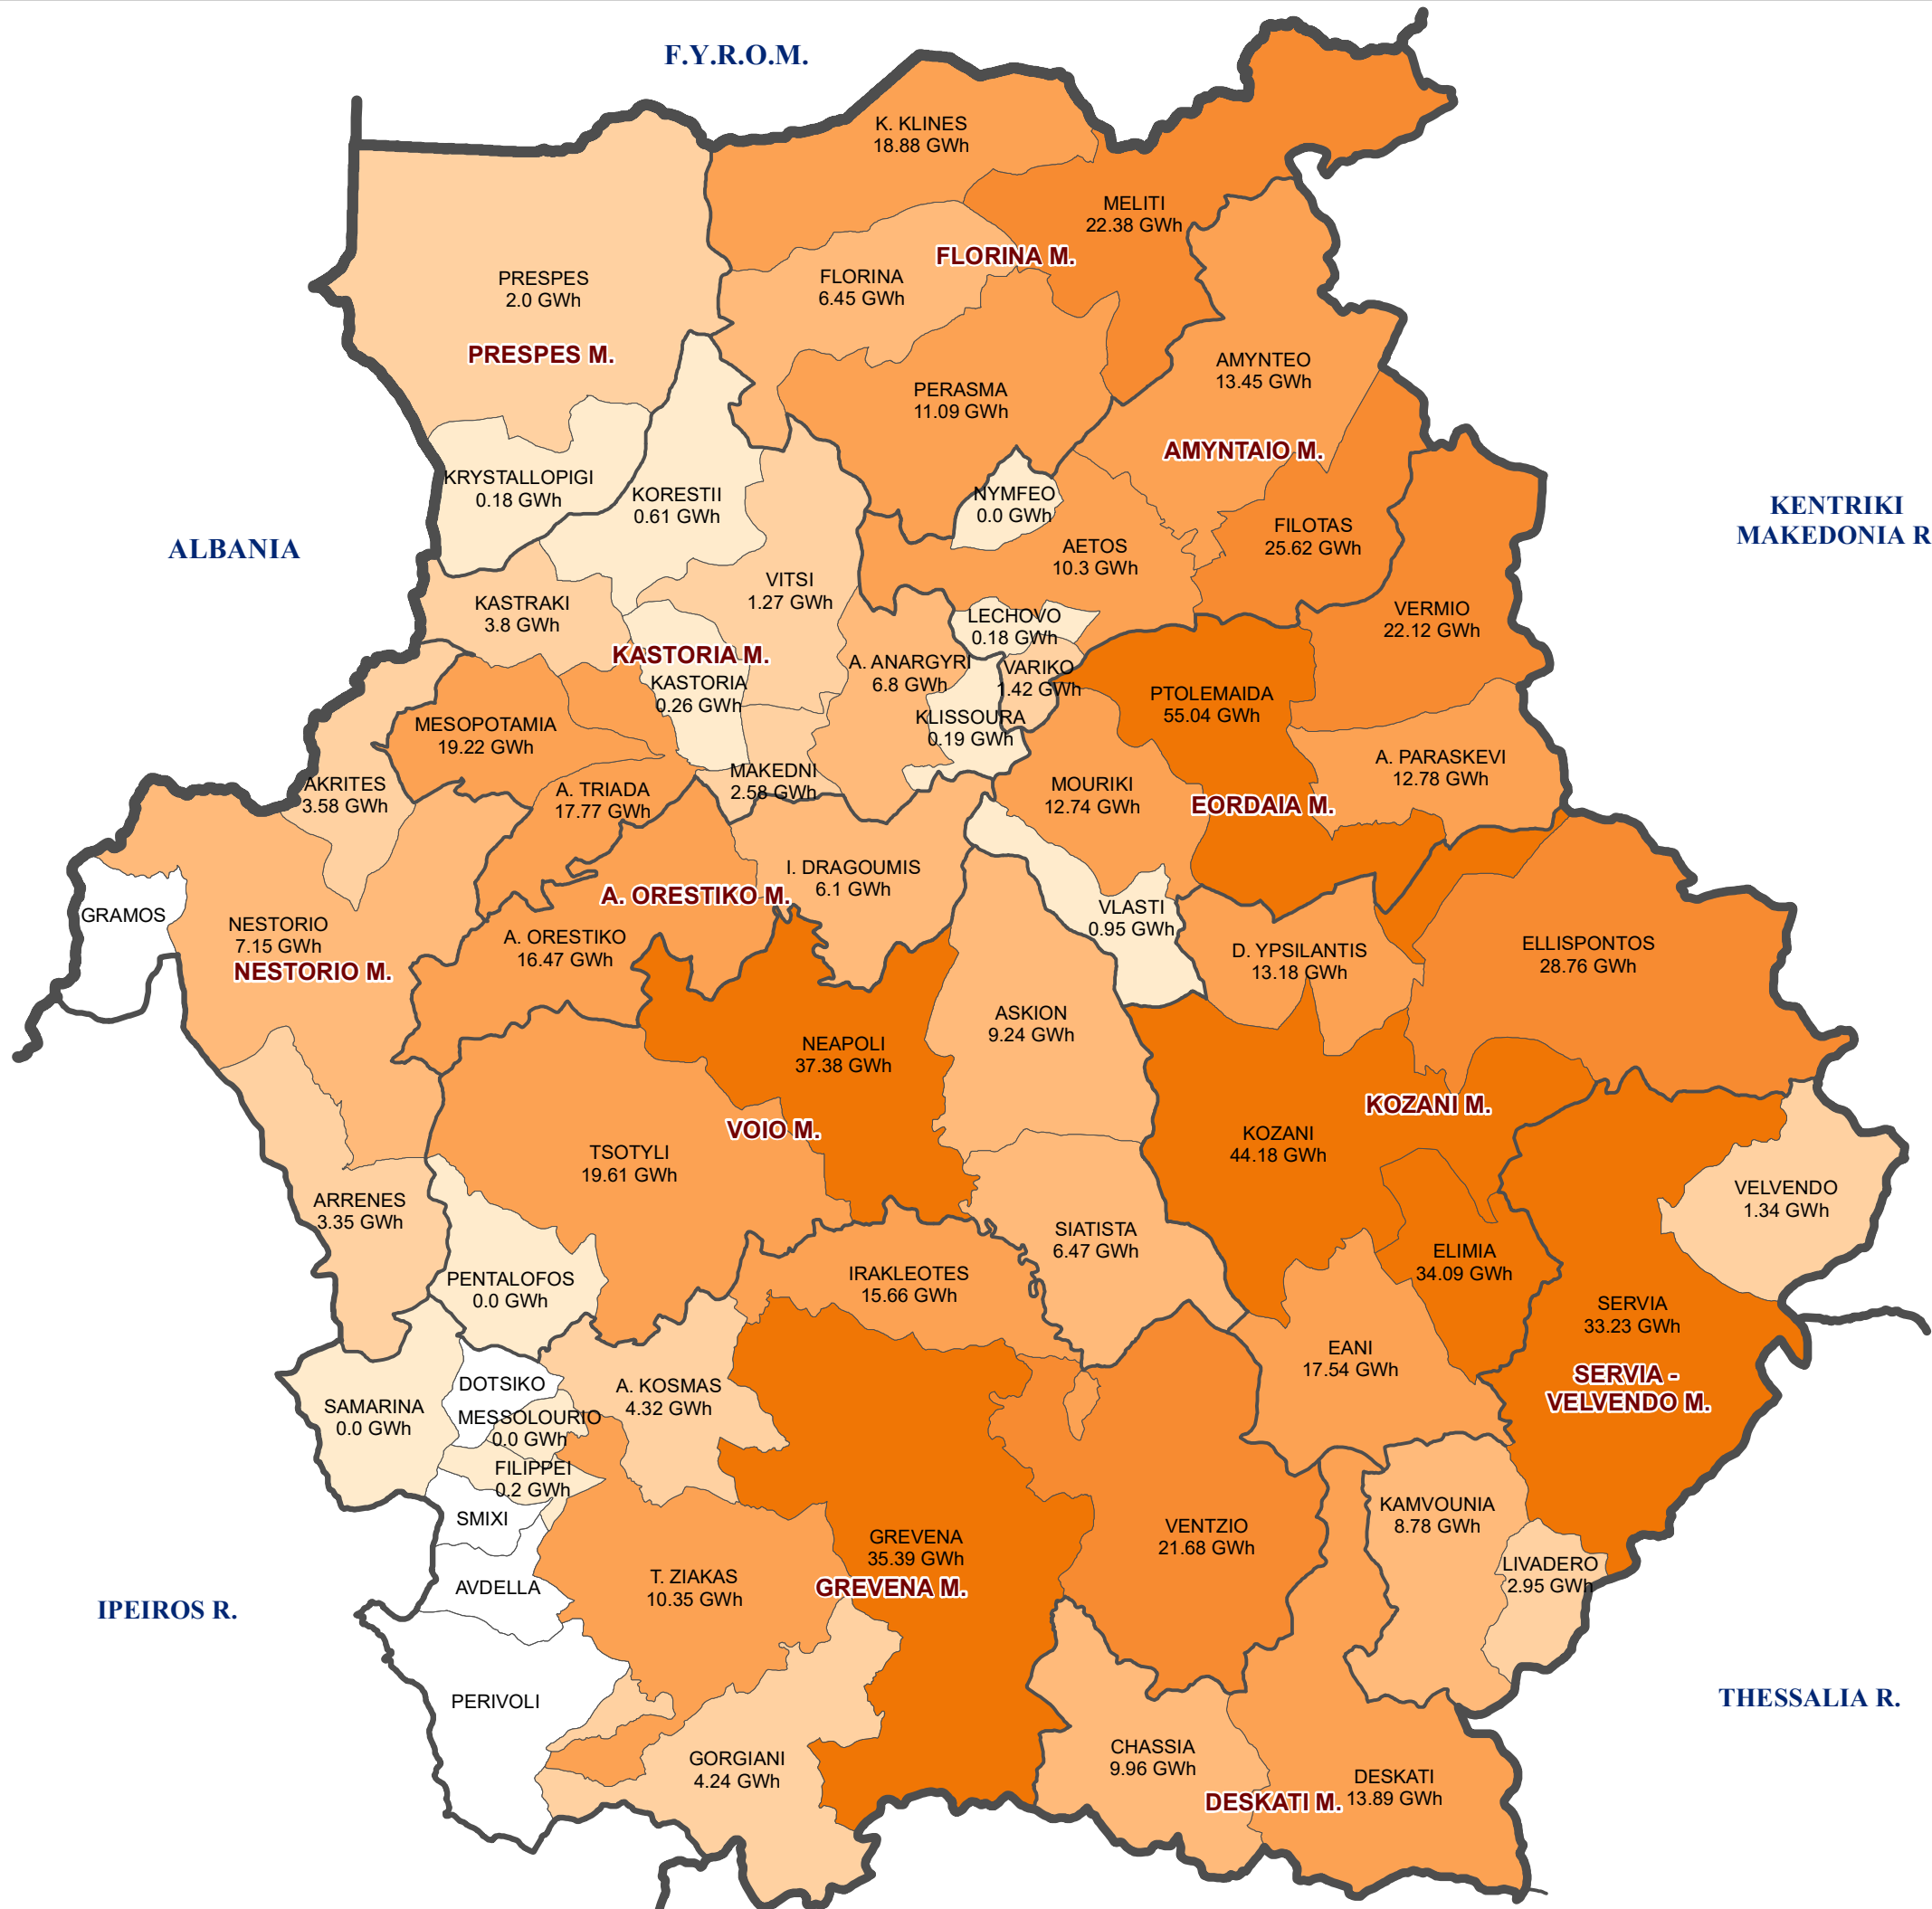 F.Y.R.O.M.
K. KLINES
18.88 GWh
MELITI
22.38 GWh
FLORINA M.
PRESPES
2.0 GWh
FLORINA
6.45 GWh
PRESPES M.
AMYNTEO
13.45 GWh
PERASMA
11.09 GWh
AMYNTAIO M.
KRYSTALLOPIGI
0.18 GWh
KORESTII
0.61 GWh
NYMFEO
0.0 GWh
KENTRIKI
MAKEDONIA R
FILOTAS
25.62 GWh
ALBANIA
AETOS
10.3 GWh
VITSI
1.27 GWh
KASTRAKI
3.8 GWh
LECHOVO
0.18 GWh
VERMIO
22.12 GWh
KASTORIA M.
A. ANARGYRI
6.8 GWh
VARIKO
1.42 GWh
KASTORIA
0.26 GWh
PTOLEMAIDA
55.04 GWh
MESOPOTAMIA
19.22 GWh
KLISSOURA
0.19 GWh
A. PARASKEVI
12.78 GWh
MAKEDNI
2.58 GWh
AKRITES
3.58 GWh
A. TRIADA
17.77 GWh
MOURIKI
12.74 GWh
EORDAIA M.
I. DRAGOUMIS
6.1 GWh
A. ORESTIKO M.
GRAMOS
VLASTI
0.95 GWh
NESTORIO
7.15 GWh
NESTORIO M.
A. ORESTIKO
16.47 GWh
D. YPSILANTIS
13.18 GWh
ELLISPONTOS
28.76 GWh
ASKION
9.24 GWh
NEAPOLI
37.38 GWh
KOZANI M.
VOIO M.
KOZANI
44.18 GWh
TSOTYLI
19.61 GWh
ARRENES
3.35 GWh
VELVENDO
1.34 GWh
SIATISTA
6.47 GWh
ELIMIA
34.09 GWh
PENTALOFOS
0.0 GWh
IRAKLEOTES
15.66 GWh
SERVIA
33.23 GWh
EANI
17.54 GWh
SERVIA -
VELVENDO M.
DOTSIKO
A. KOSMAS
4.32 GWh
SAMARINA
0.0 GWh
MESSOLOURIO
0.0 GWh
FILIPPEI
0.2 GWh
SMIXI
KAMVOUNIA
8.78 GWh
VENTZIO
21.68 GWh
GREVENA
35.39 GWh
LIVADERO
2.95 GWh
AVDELLA
T. ZIAKAS
10.35 GWh
GREVENA M.
IPEIROS R.
PERIVOLI
THESSALIA R.
GORGIANI
4.24 GWh
CHASSIA
9.96 GWh
DESKATI
13.89 GWh
DESKATI M.